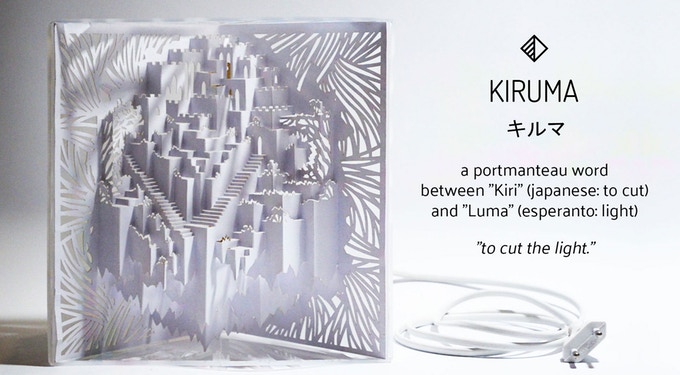 KIRUMA
キルマ
a portmanteau word
between "Kiri" (japanese: to cut)
and "Luma" (esperanto: light)
"to cut the light."